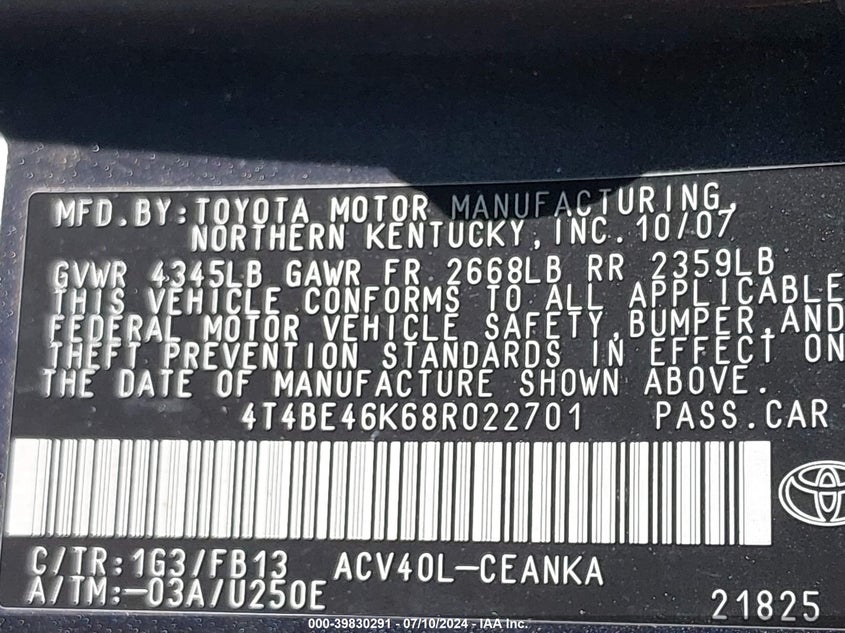 MFD.BY:TOYOTA MOTOR MANUFACTURING,
NORTHERN KENTUCKY,INC.10/07
GVWR 4345LB GAWR FR 2668LB RR 2359LB
THIS VEHICLE CONFORMS TO ALL APPLICABLE
FEDERAL MOTOR VEHICLE SAFETY,BUMPER,AND
THEFT PREVENTION STANDARDS IN EFFECT ON
THE DATE OF MANUFACTURE SHOWN ABOVE.
4T4BE46K68R022701 PASS.CAR
C/TR:1G3/FB13 ACV40L-CEANKA
A/TM:-03A/U250E 21825
000-39830291 - 07/10/2024 - IAA Inc.